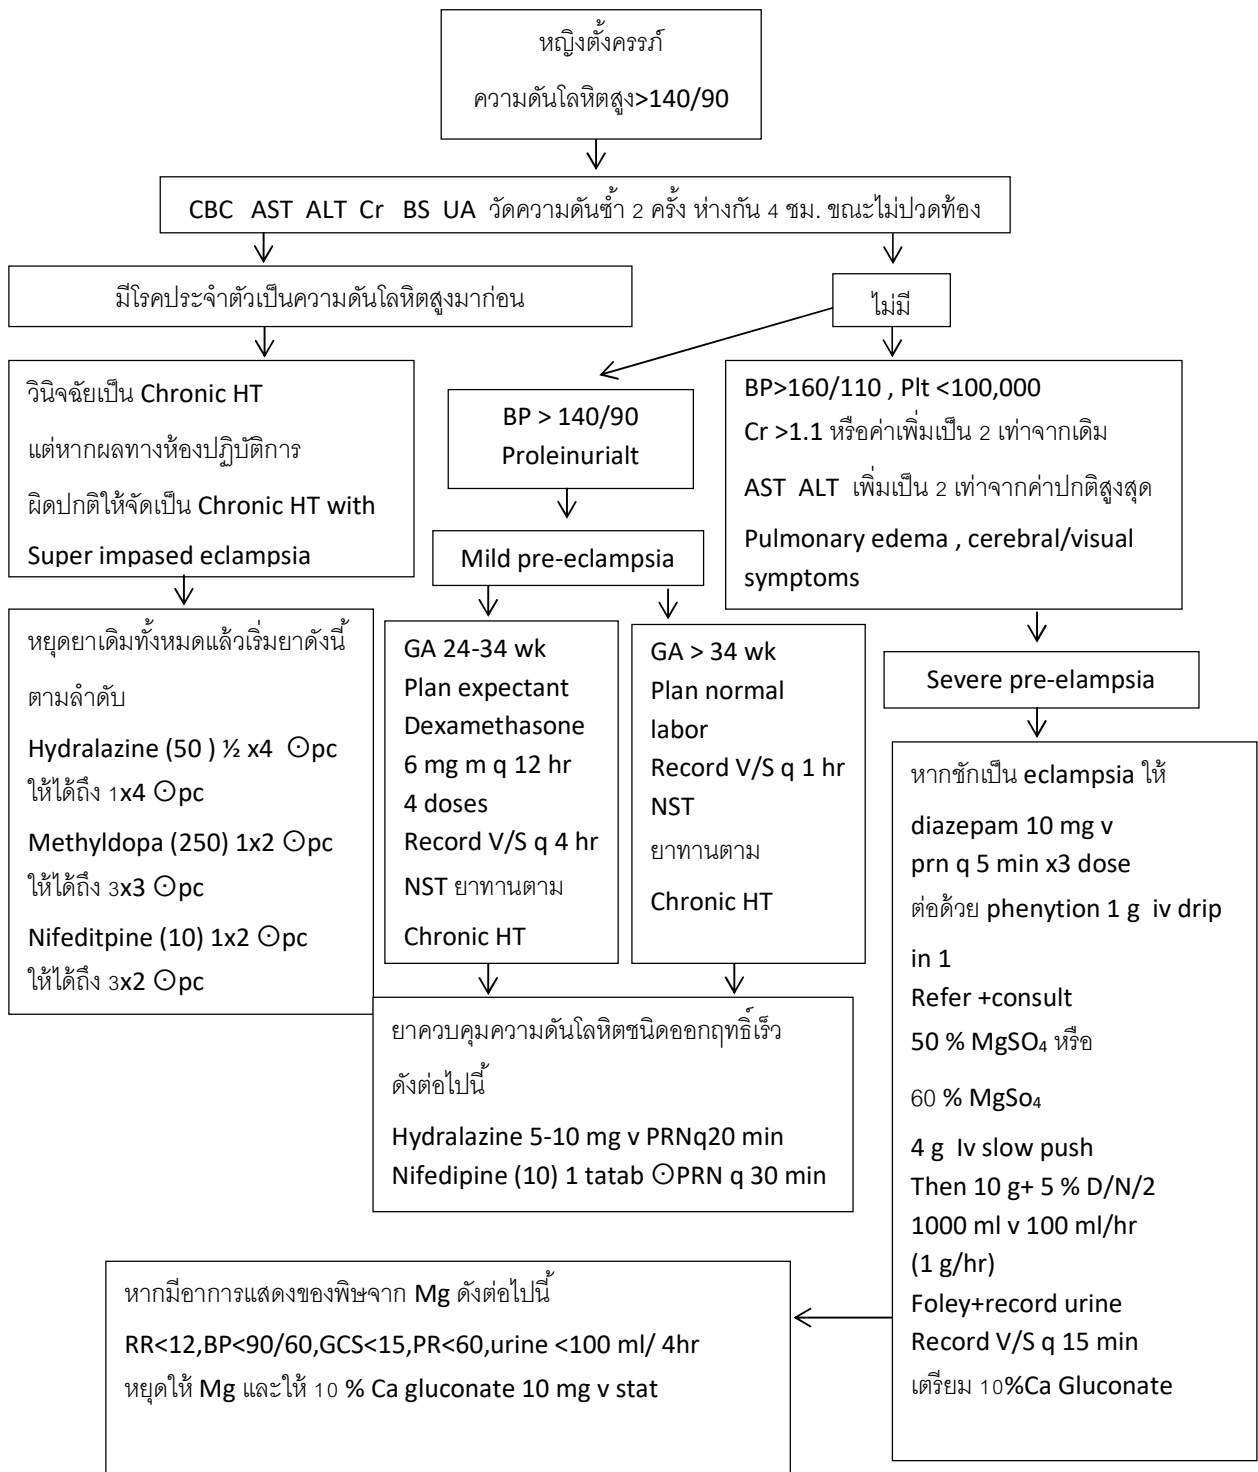 หญิงตั้งครรภ์
ความดันโลหิตสูง>140/90
CBC AST ALT Cr BS UA วัดความดันซ้ำ 2 ครั้ง ห่างกัน 4 ชม. ขณะไม่ปวดท้อง
มีโรคประจำตัวเป็นความดันโลหิตสูงมาก่อน
ไม่มี
วินิจฉัยเป็น Chronic HT
แต่หากผลทางห้องปฏิบัติการ
ผิดปกติให้จัดเป็น Chronic HT with
Super impased eclampsia
BP > 140/90
Proleinurialt
BP>160/110 , Plt <100,000
Cr >1.1 หรือค่าเพิ่มเป็น 2 เท่าจากเดิม
AST ALT เพิ่มเป็น 2 เท่าจากค่าปกติสูงสุด
Pulmonary edema , cerebral/visual
symptoms
Mild pre-eclampsia
หยุดยาเดิมทั้งหมดแล้วเริ่มยาดังนี้
ตามลำดับ
Hydralazine (50 ) ½ x4 ⊙pc
ให้ได้ถึง 1x4 ⊙pc
Methyldopa (250) 1x2 ⊙pc
ให้ได้ถึง 3x3 ⊙pc
Nifeditpine (10) 1x2 ⊙pc
ให้ได้ถึง 3x2 ⊙pc
GA 24-34 wk
Plan expectant
Dexamethasone
6 mg m q 12 hr
4 doses
Record V/S q 4 hr
NST ยาทานตาม
Chronic HT
GA > 34 wk
Plan normal
labor
Record V/S q 1 hr
NST
ยาทานตาม
Chronic HT
Severe pre-elampsia
หากชักเป็น eclampsia ให้
diazepam 10 mg v
prn q 5 min x3 dose
ต่อด้วย phenytion 1 g iv drip
in 1
Refer +consult
50 % MgSO₄ หรือ
60 % MgSo₄
4 g Iv slow push
Then 10 g+ 5 % D/N/2
1000 ml v 100 ml/hr
(1 g/hr)
Foley+record urine
Record V/S q 15 min
เตรียม 10%Ca Gluconate
ยาควบคุมความดันโลหิตชนิดออกฤทธิ์เร็ว
ดังต่อไปนี้
Hydralazine 5-10 mg v PRNq20 min
Nifedipine (10) 1 tatab ⊙PRN q 30 min
หากมีอาการแสดงของพิษจาก Mg ดังต่อไปนี้
RR<12,BP<90/60,GCS<15,PR<60,urine <100 ml/ 4hr
หยุดให้ Mg และให้ 10 % Ca gluconate 10 mg v stat